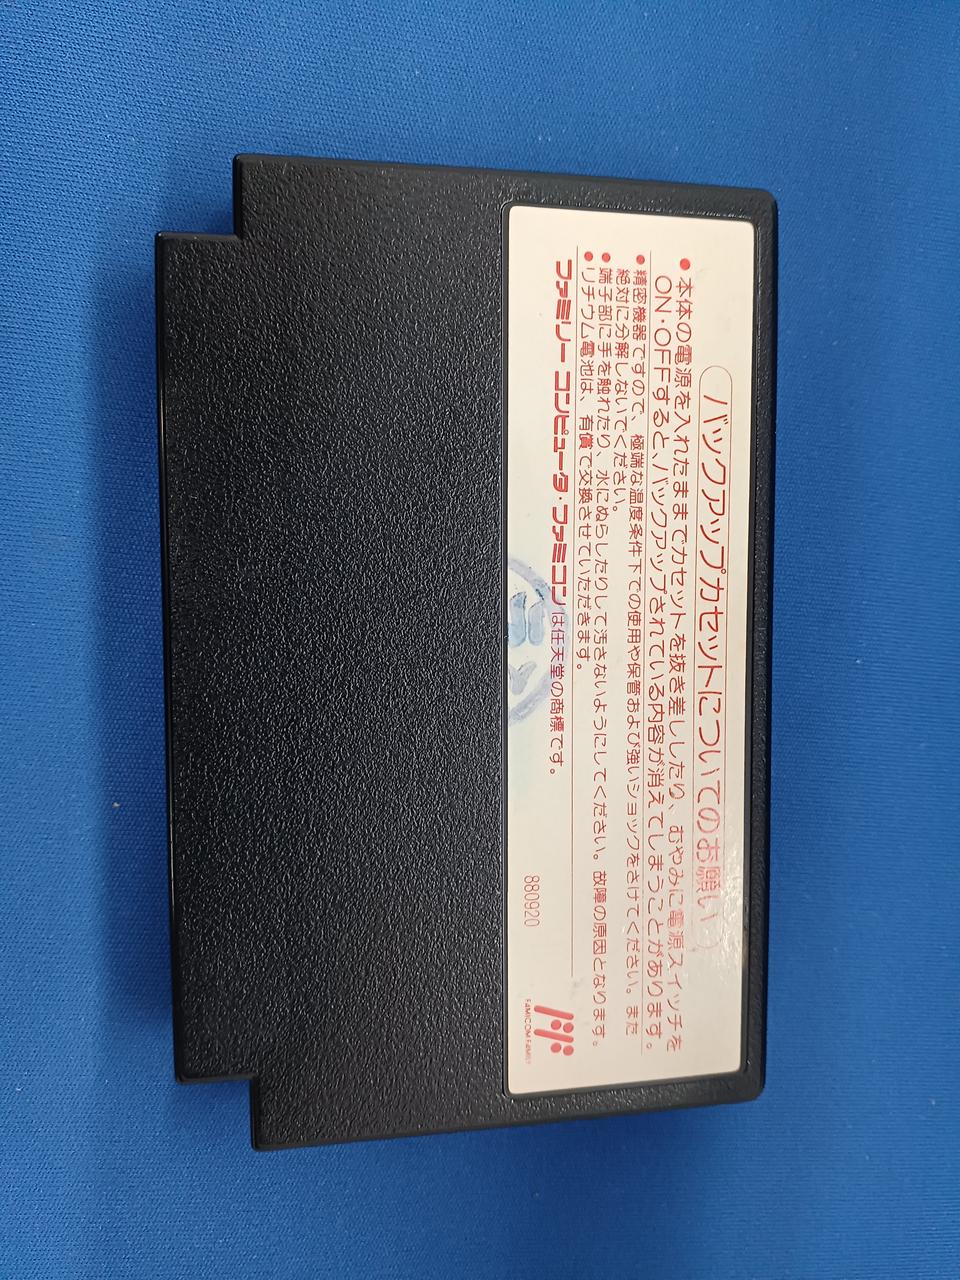 バックアップカセットについてのお願い
●本体の電源を入れたままでカセットを抜き差ししたり、むやみに電源スイッチを
ON・OFFすると、バックアップされている内容が消えてしまうことがあります。
●精密機器ですので、極端な温度条件下での使用や保管および強いショックをさけてください。また
絶対に分解しないでください。
●端子部に手を触れたり、水にぬらしたりして汚さないようにしてください。故障の原因となります。
●リチウム電池は、有償で交換させていただきます。
ファミリー コンピュータ・ファミコンは任天堂の商標です。
880920
FAMICOM FAMILY